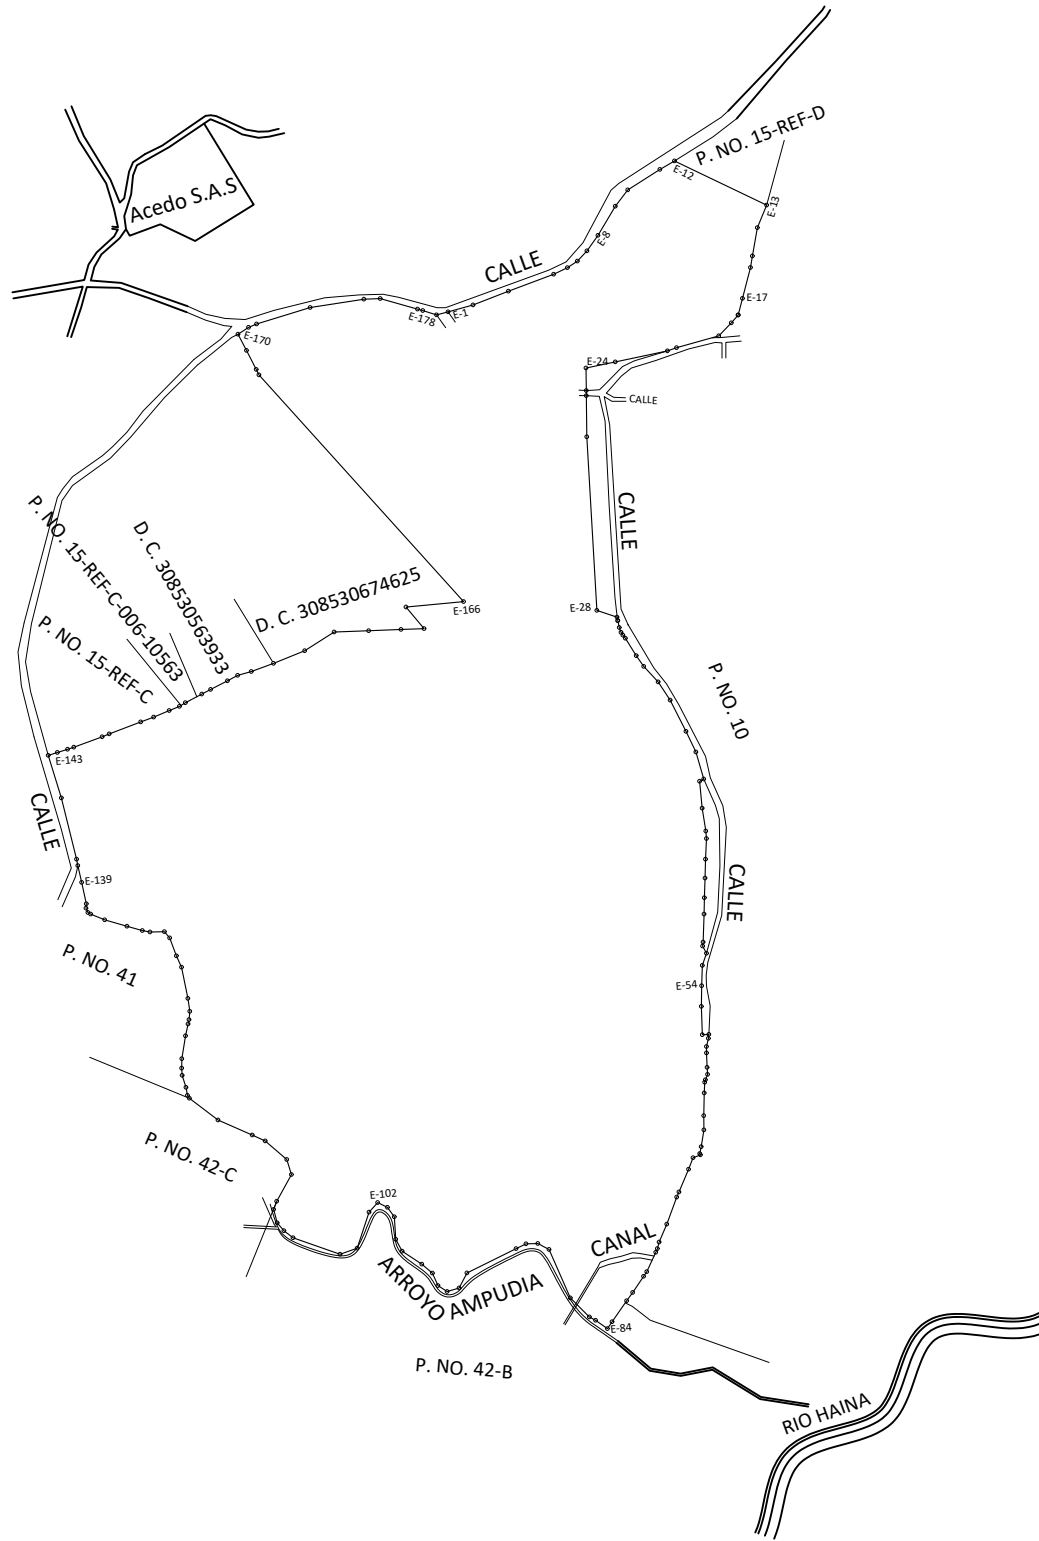 P. NO. 15-REF-D
E-12
Acedo S.A.S
E-13
E-8
CALLE
E-17
E-178
E-1
E-170
E-24
CALLE
P. NO. 15-REF-C-006-10563
D. C. 308530563933
CALLE
D. C. 308530674625
E-166
E-28
P. NO. 15-REF-C
P. NO. 10
E-143
CALLE
E-139
CALLE
P. NO. 41
E-54
P. NO. 42-C
E-102
CANAL
ARROYO AMPUDIA
E-84
P. NO. 42-B
RIO HAINA